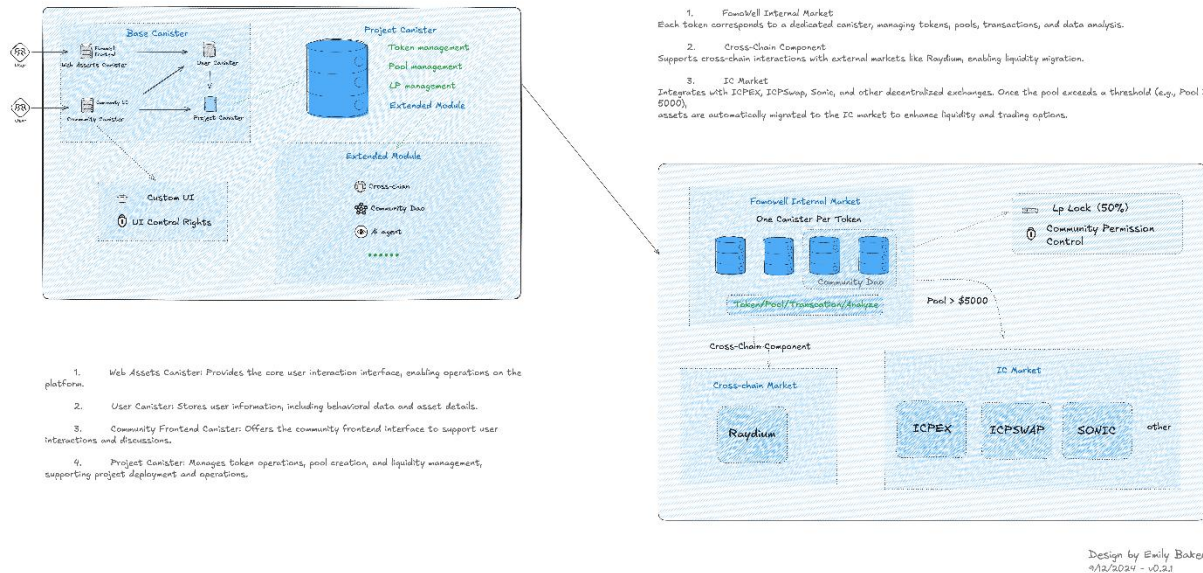 Base Canister
Fomowell
Frontend
User
Web Assets Canister
User Canister
Community UI
User
Community Canister
Project Canister
Project Canister
Token management
Pool management
LP management
Extended Module
Custom UI
UI Control Rights
Extended Module
Cross-chian
Community Dao
Ai agent
1. Web Assets Canister: Provides the core user interaction interface, enabling operations on the
platform.
2. User Canister: Stores user information, including behavioral data and asset details.
3. Community Frontend Canister: Offers the community frontend interface to support user
interactions and discussions.
4. Project Canister: Manages token operations, pool creation, and liquidity management,
supporting project deployment and operations.
1. FomoWell Internal Market
Each token corresponds to a dedicated canister, managing tokens, pools, transactions, and data analysis.
2. Cross-Chain Component
Supports cross-chain interactions with external markets like Raydium, enabling liquidity migration.
3. IC Market
Integrates with ICPEX, ICPSwap, Sonic, and other decentralized exchanges. Once the pool exceeds a threshold (e.g., Pool >
5000),
assets are automatically migrated to the IC market to enhance liquidity and trading options.
Fomowell Internal Market
One Canister Per Token
Community Dao
Token/Pool/Transcation/Analyze
Lp Lock (50%)
Community Permission
Control
Pool > $5000
Cross-Chain Component
Cross-chain Market
Raydium
IC Market
ICPEX
ICPSWAP
SONIC
other
Design by Emily Baker
9/12/2024 - v0.2.1